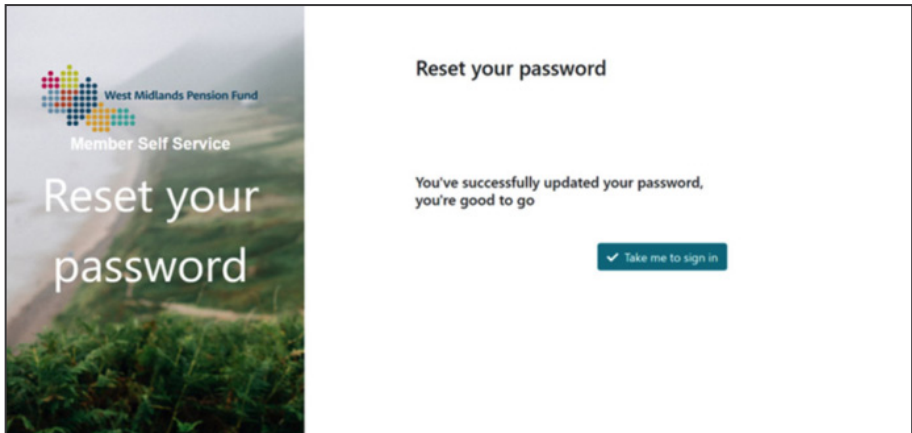 West Midlands Pension Fund
Member Self Service
Reset your
password
Reset your password
You've successfully updated your password,
you're good to go
Take me to sign in